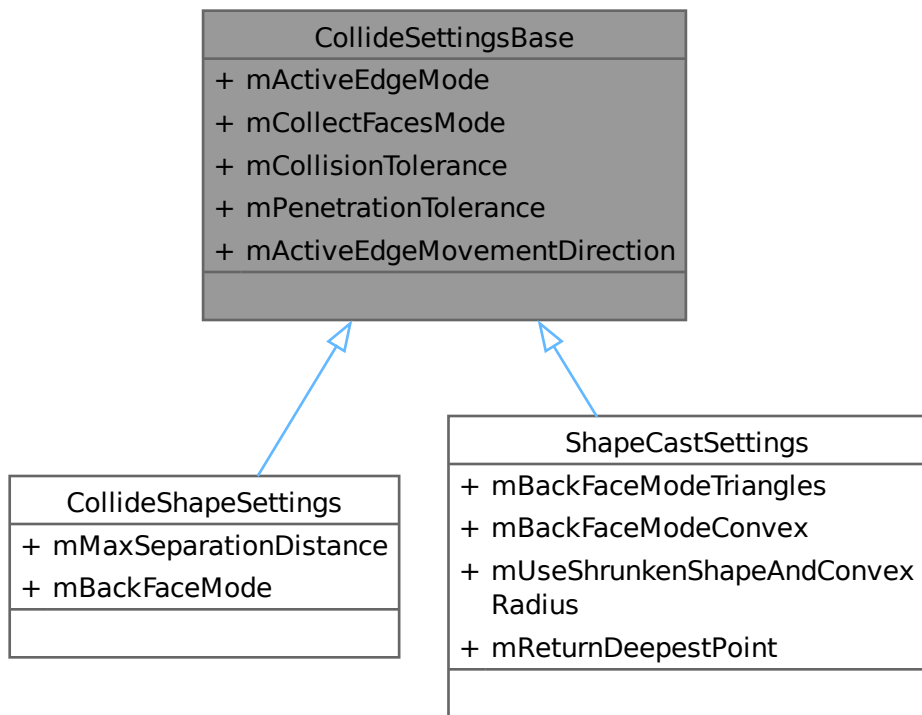 CollideSettingsBase
+ mActiveEdgeMode
+ mCollectFacesMode
+ mCollisionTolerance
+ mPenetrationTolerance
+ mActiveEdgeMovementDirection
CollideShapeSettings
+ mMaxSeparationDistance
+ mBackFaceMode
ShapeCastSettings
+ mBackFaceModeTriangles
+ mBackFaceModeConvex
+ mUseShrunkenShapeAndConvex
Radius
+ mReturnDeepestPoint